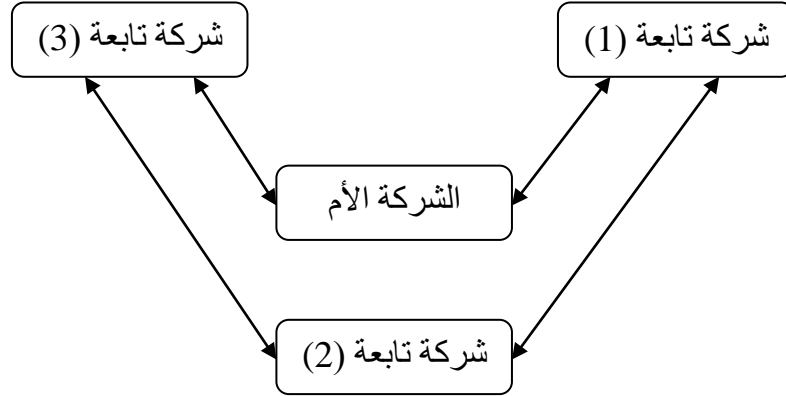 شركة تابعة (1)
شركة تابعة (3)
الشركة الأم
شركة تابعة (2)